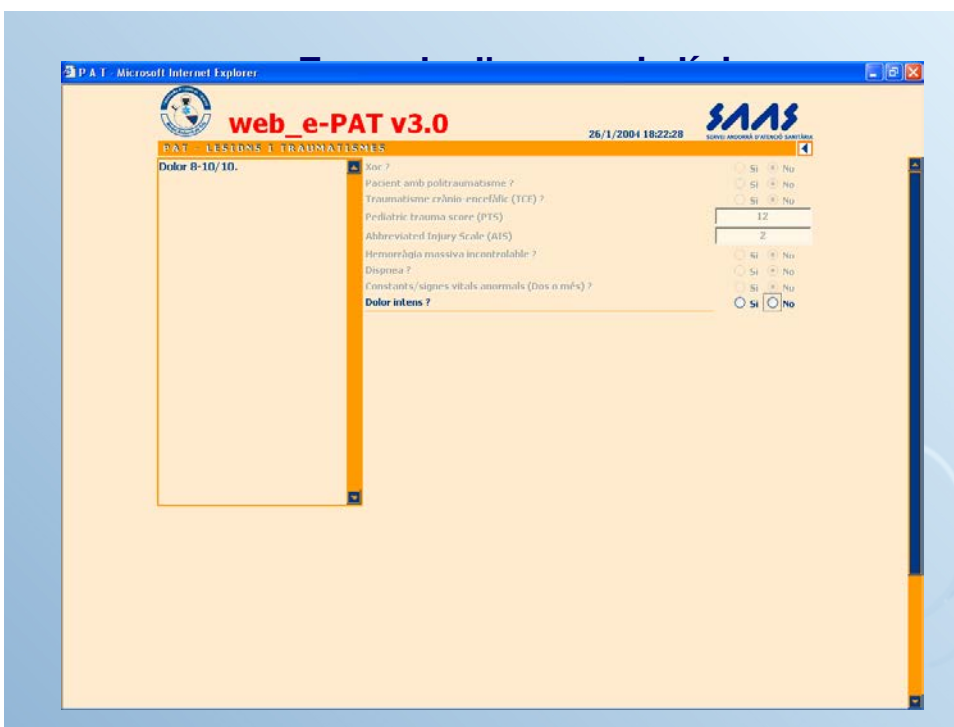 P A T - Microsoft Internet Explorer
web_e-PAT v3.0
26/1/2004 18:22:28
SAAS
SERVEI ANDORRÀ D'ATENCIÓ SANITÀRIA
PAT - LESIONS I TRAUMATISMES
Dolor 8-10/10.
Xoc ? Si No
Pacient amb politraumatisme ? Si No
Traumatisme crànio-encefàlic (TCE) ? Si No
Pediatric trauma score (PTS) 12
Abbreviated Injury Scale (AIS) 2
Hemorràgia massiva incontrolable ? Si No
Dispnea ? Si No
Constants/signes vitals anormals (Dos o més) ? Si No
Dolor intens ? Si No